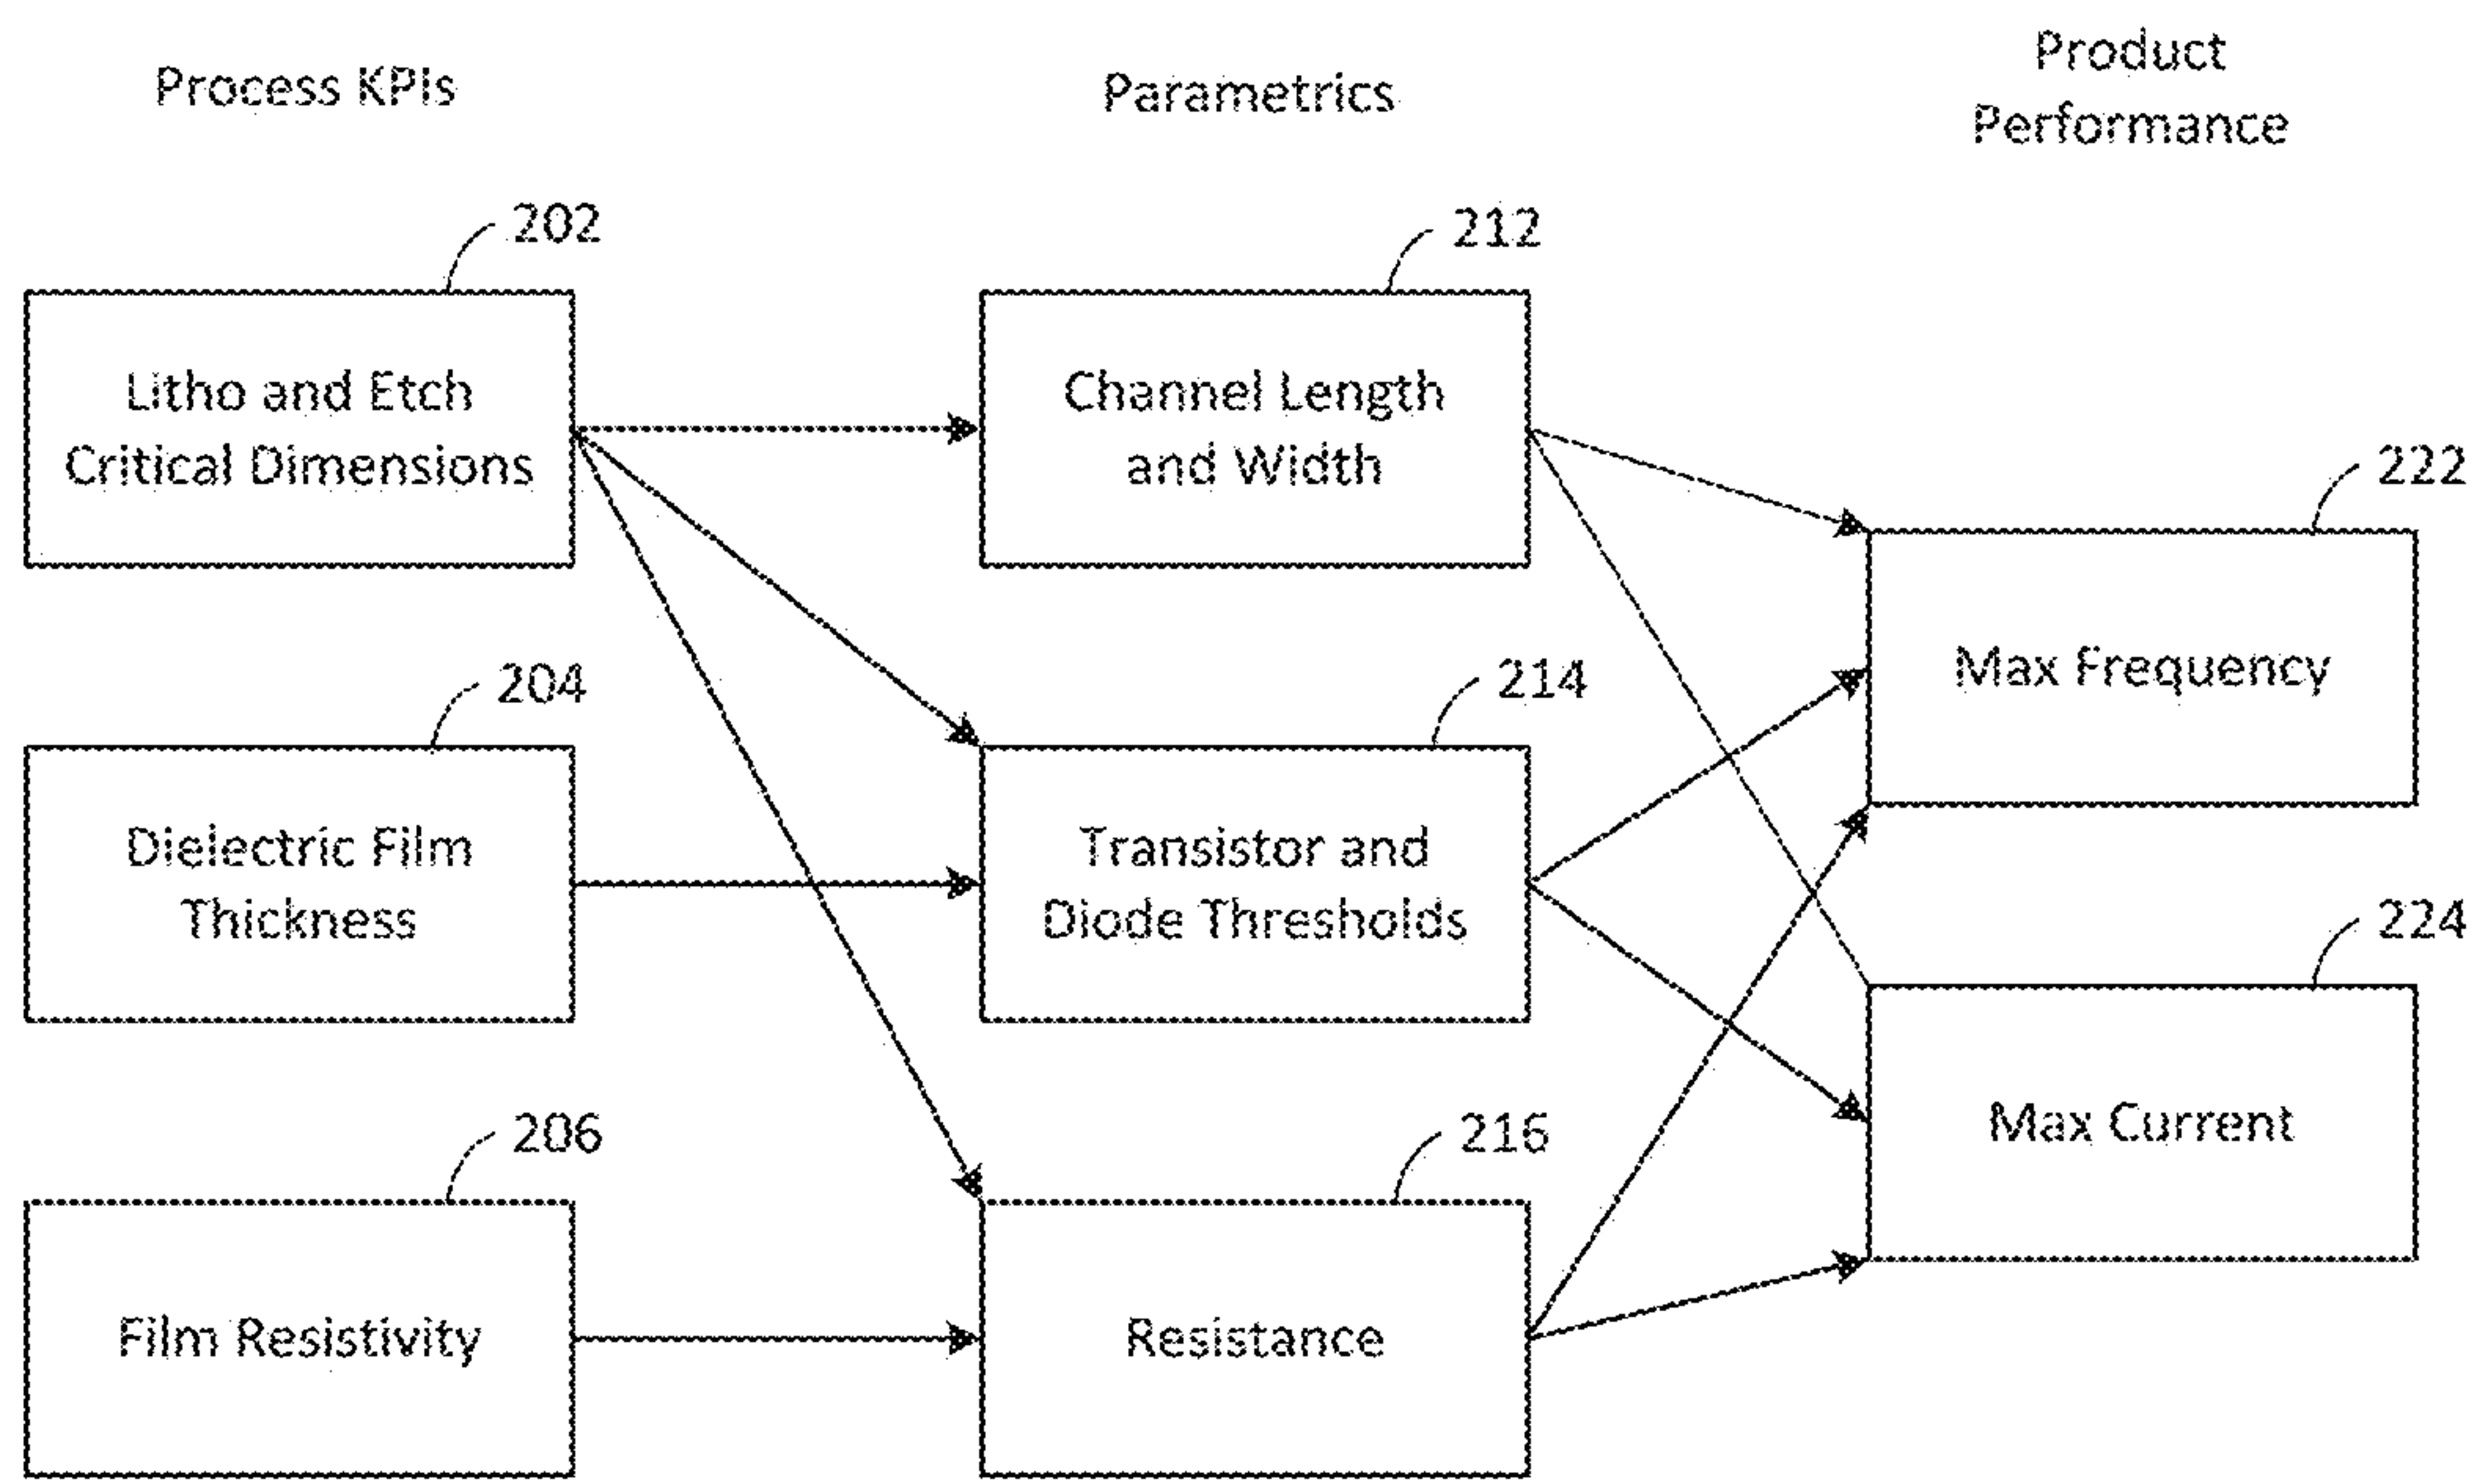 Process KPIs
Parametrics
Product
Performance
202
Litho and Etch
Critical Dimensions
212
Channel Length
and Width
222
Max Frequency
204
Dielectric Film
Thickness
214
Transistor and
Diode Thresholds
224
Max Current
206
Film Resistivity
216
Resistance